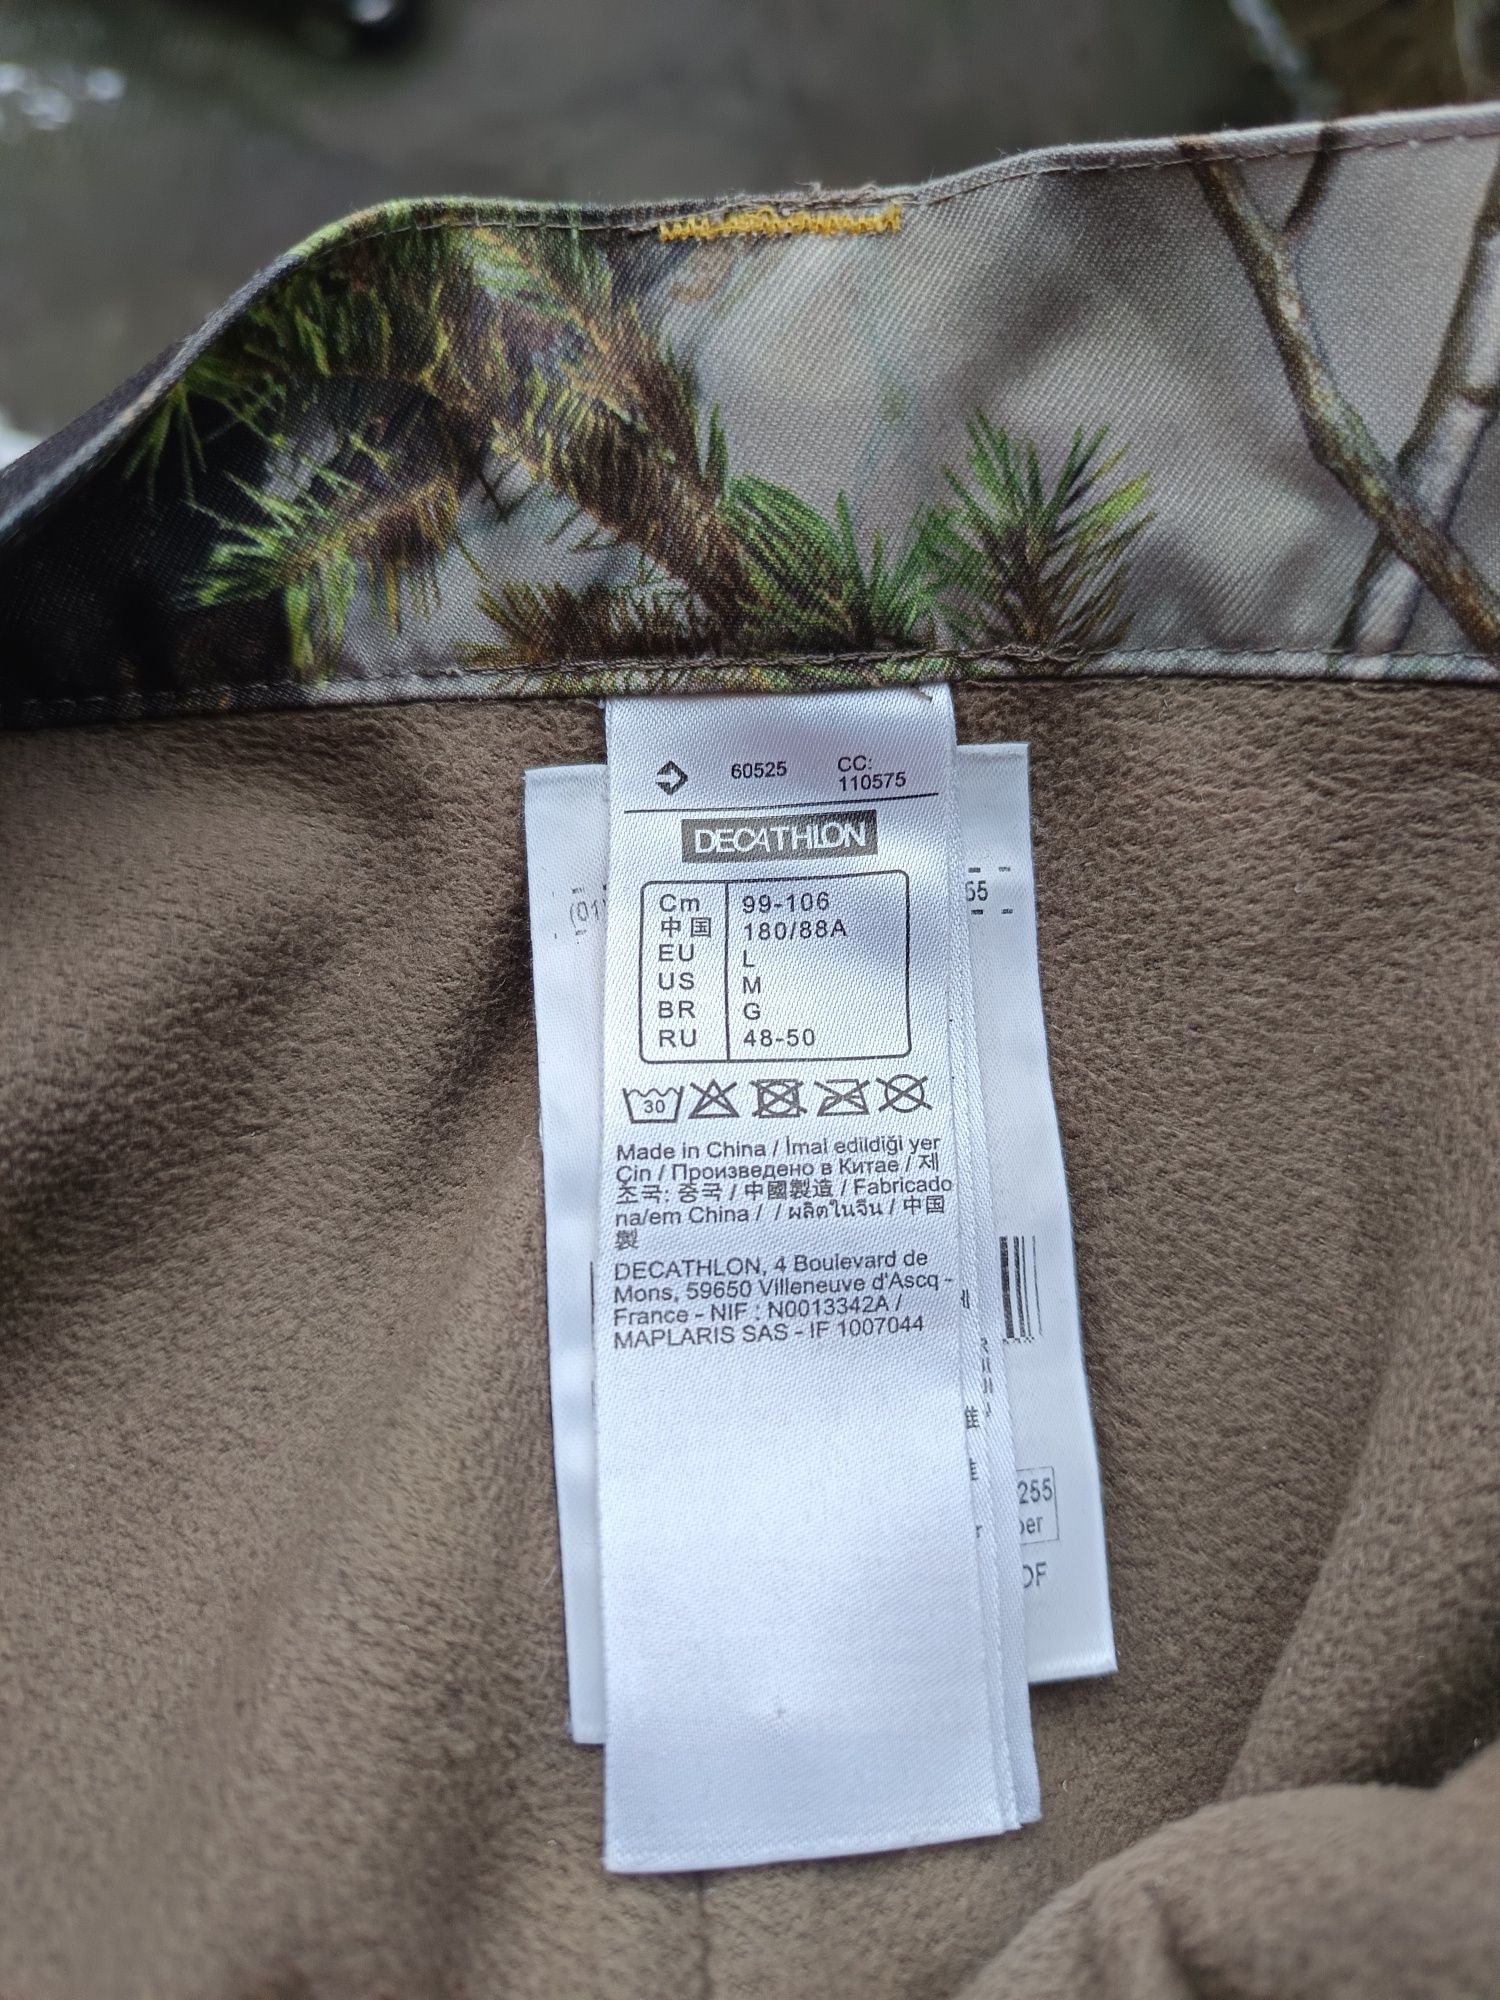 60525 CC:
110575
DECATHLON
Cm 99-106
中国 180/88A
EU L
US M
BR G
RU 48-50
30
Made in China / İmal edildiği yer
Çin / Произведено в Китае / 제
조국: 중국 / 中國製造 / Fabricado
na/em China / / ผลิตในจีน / 中国
製
DECATHLON, 4 Boulevard de
Mons, 59650 Villeneuve d'Ascq -
France - NIF : N0013342A /
MAPLARIS SAS - IF 1007044
(01)
55
255